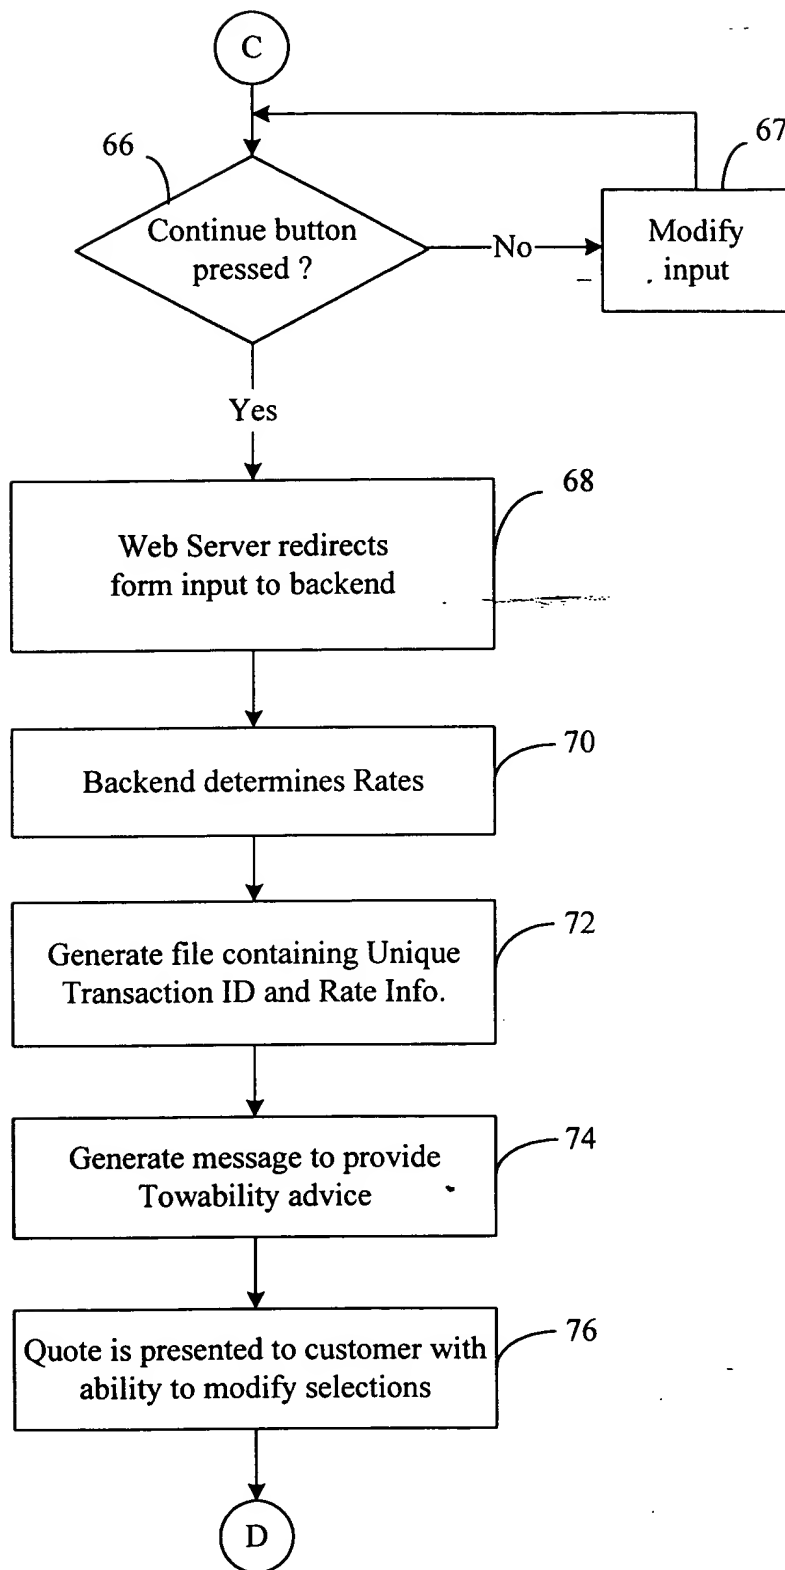 C
66
67
Continue button
pressed ?
No
Modify
input
Yes
68
Web Server redirects
form input to backend
70
Backend determines Rates
72
Generate file containing Unique
Transaction ID and Rate Info.
74
Generate message to provide
Towability advice
76
Quote is presented to customer with
ability to modify selections
D